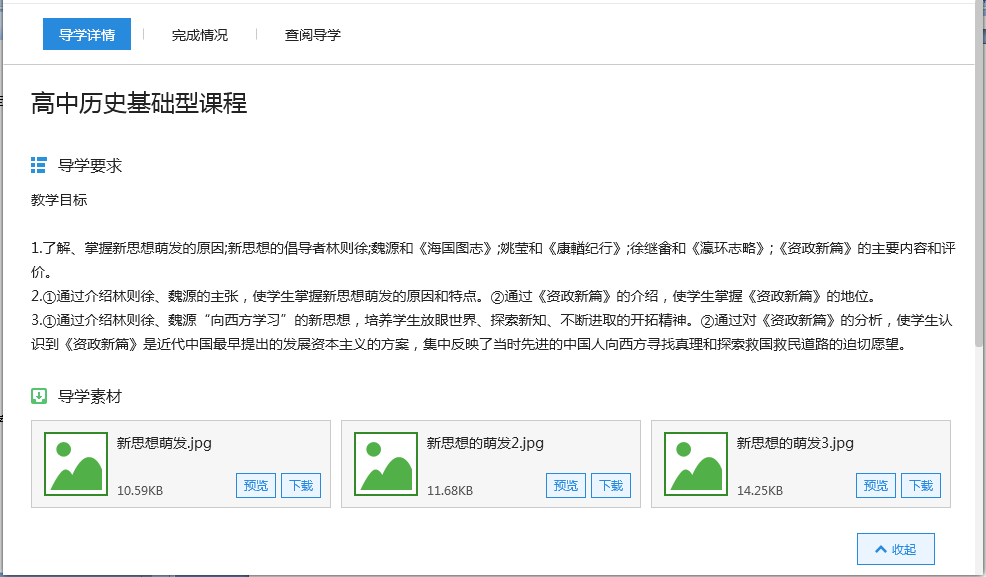 导学详情 完成情况 查阅导学
高中历史基础型课程
导学要求
教学目标
1.了解、掌握新思想萌发的原因;新思想的倡导者林则徐;魏源和《海国图志》;姚莹和《康輶纪行》;徐继畬和《瀛环志略》;《资政新篇》的主要内容和评
价。
2.①通过介绍林则徐、魏源的主张，使学生掌握新思想萌发的原因和特点。②通过《资政新篇》的介绍，使学生掌握《资政新篇》的地位。
3.①通过介绍林则徐、魏源“向西方学习”的新思想，培养学生放眼世界、探索新知、不断进取的开拓精神。②通过对《资政新篇》的分析，使学生认
识到《资政新篇》是近代中国最早提出的发展资本主义的方案，集中反映了当时先进的中国人向西方寻找真理和探索救国救民道路的迫切愿望。
导学素材
新思想萌发.jpg 新思想的萌发2.jpg 新思想的萌发3.jpg
10.59KB 预览 下载 11.68KB 预览 下载 14.25KB 预览 下载
收起